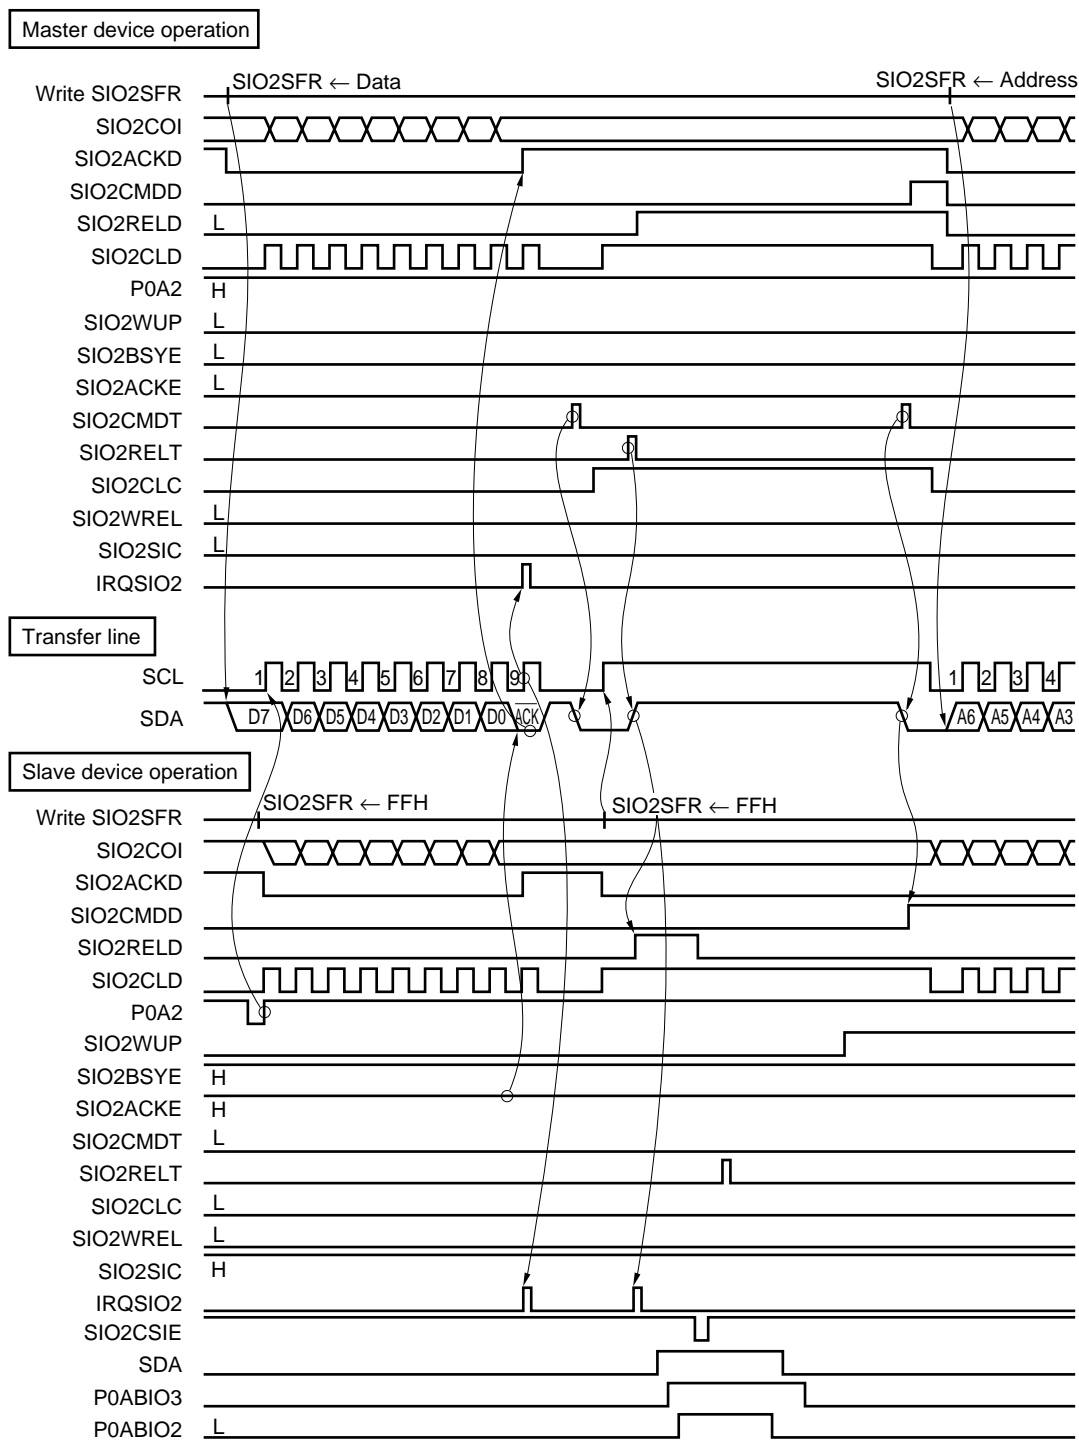 Master device operation
SIO2SFR ← Data
SIO2SFR ← Address
Write SIO2SFR
SIO2COI
SIO2ACKD
SIO2CMDD
SIO2RELD L
SIO2CLD
P0A2 H
SIO2WUP L
SIO2BSYE L
SIO2ACKE L
SIO2CMDT
SIO2RELT
SIO2CLC
SIO2WREL L
SIO2SIC L
IRQSIO2
Transfer line
SCL 1 2 3 4 5 6 7 8 9 1 2 3 4
SDA D7 D6 D5 D4 D3 D2 D1 D0 ACK A6 A5 A4 A3
Slave device operation
SIO2SFR ← FFH SIO2SFR ← FFH
Write SIO2SFR
SIO2COI
SIO2ACKD
SIO2CMDD
SIO2RELD
SIO2CLD
P0A2
SIO2WUP
SIO2BSYE H
SIO2ACKE H
SIO2CMDT L
SIO2RELT
SIO2CLC L
SIO2WREL L
SIO2SIC H
IRQSIO2
SIO2CSIE
SDA
P0ABIO3
P0ABIO2 L